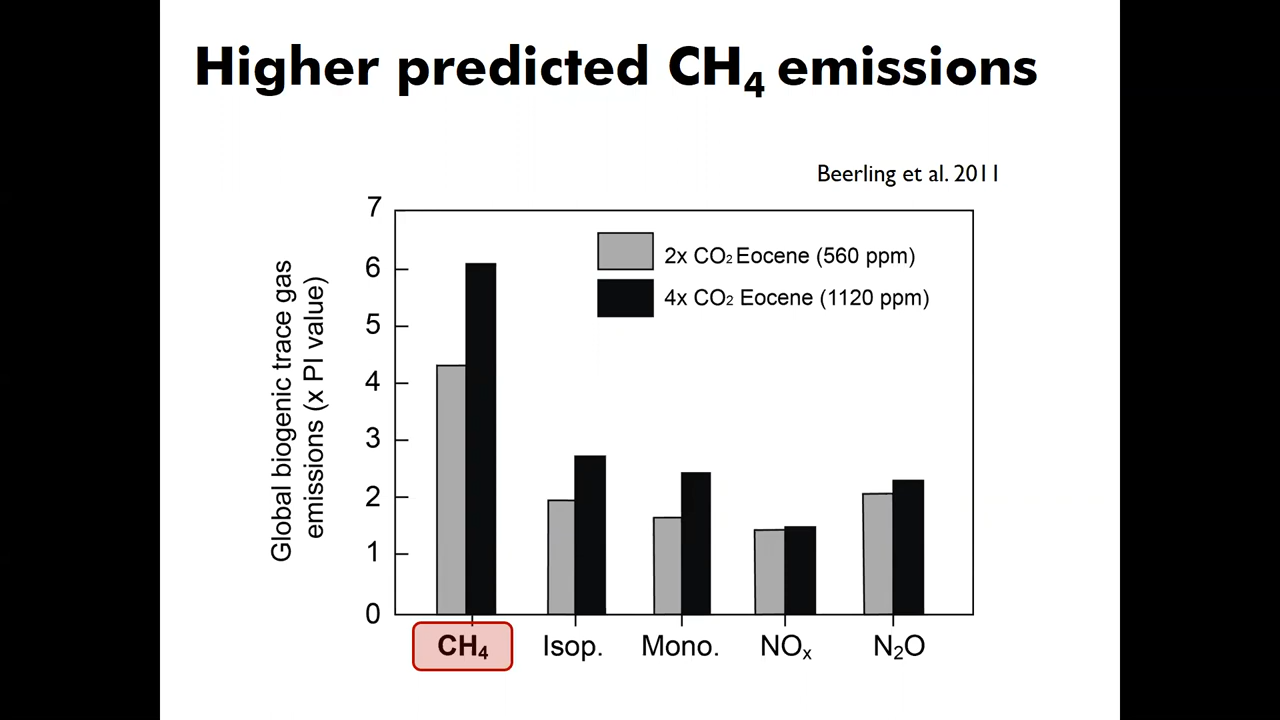 Higher predicted CH₄ emissions
Beerling et al. 2011
7
6
5
4
3
2
1
0
Global biogenic trace gas
emissions (x PI value)
2x CO₂ Eocene (560 ppm)
4x CO₂ Eocene (1120 ppm)
CH₄
Isop.
Mono.
NOₓ
N₂O